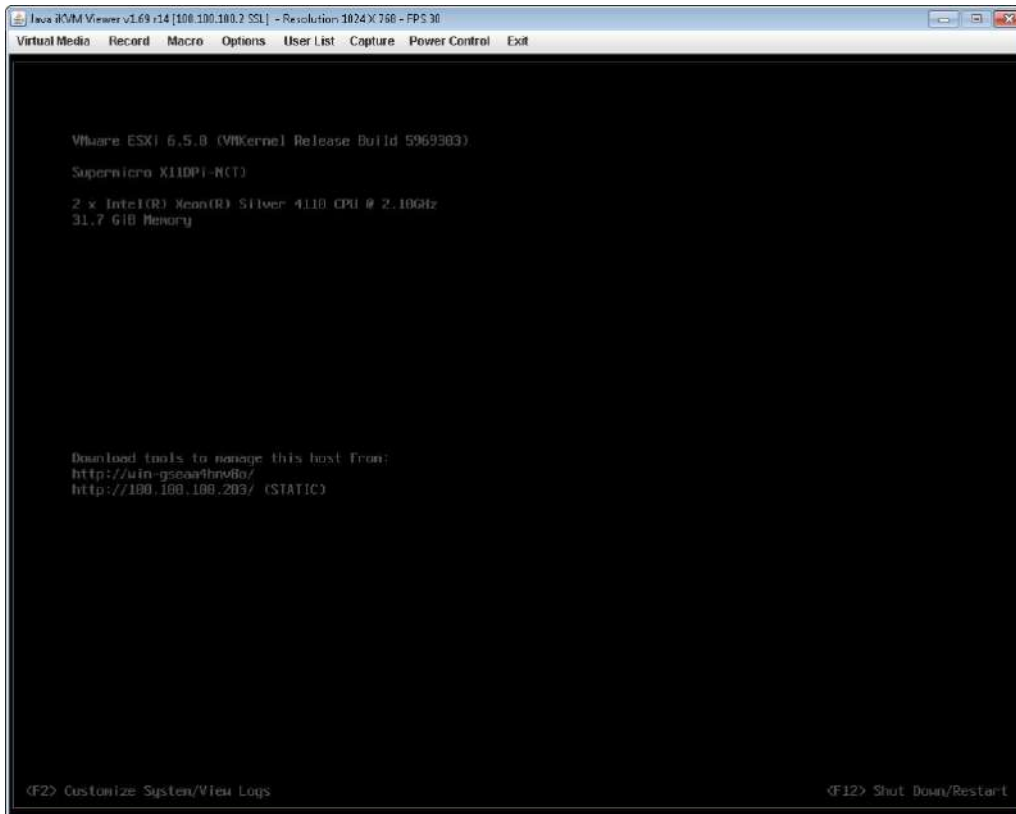 Java iKVM Viewer v1.69 r14 [100.100.100.2 SSL] - Resolution 1024 X 768 - FPS 30
Virtual Media Record Macro Options User List Capture Power Control Exit
VMware ESXi 6.5.0 (VMKernel Release Build 5969303)
Supermicro X11DPi-N(T)
2 x Intel(R) Xeon(R) Silver 4110 CPU @ 2.10GHz
31.7 GiB Memory
Download tools to manage this host from:
http://win-gseaa4hnv8o/
http://100.100.100.203/ (STATIC)
<F2> Customize System/View Logs
<F12> Shut Down/Restart